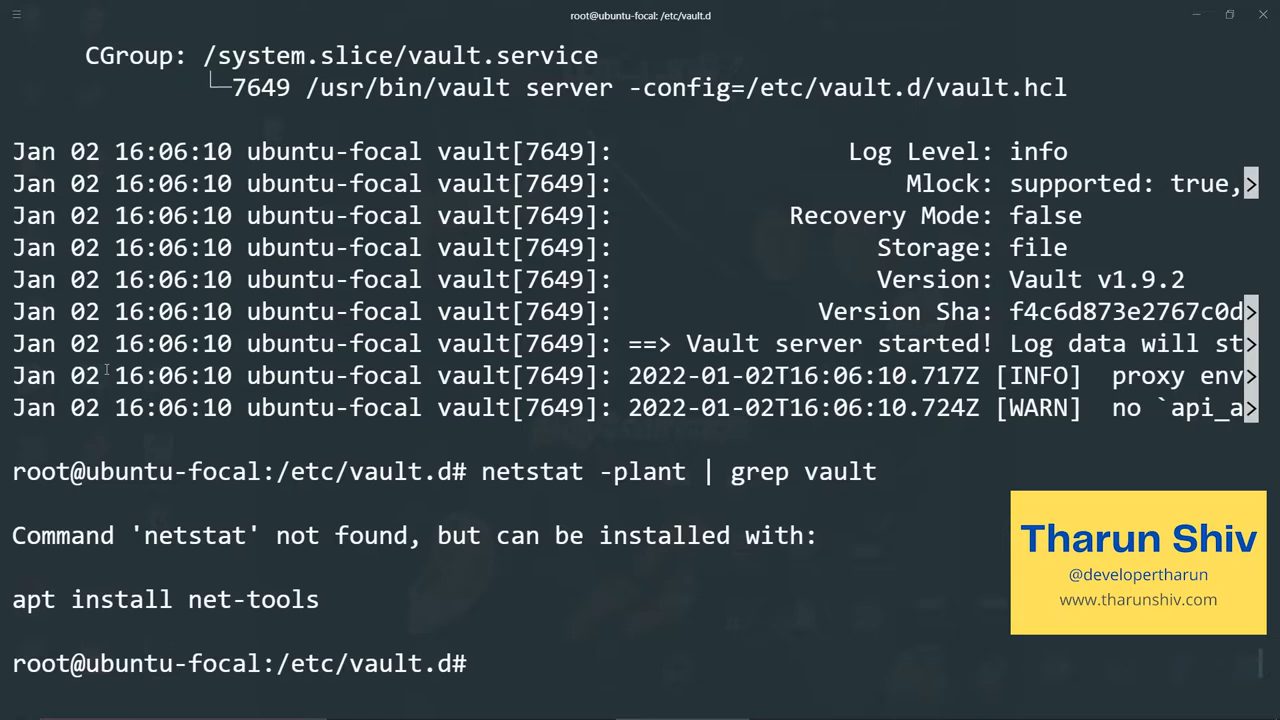 root@ubuntu-focal: /etc/vault.d
CGroup: /system.slice/vault.service
└─7649 /usr/bin/vault server -config=/etc/vault.d/vault.hcl
Jan 02 16:06:10 ubuntu-focal vault[7649]: Log Level: info
Jan 02 16:06:10 ubuntu-focal vault[7649]: Mlock: supported: true,>
Jan 02 16:06:10 ubuntu-focal vault[7649]: Recovery Mode: false
Jan 02 16:06:10 ubuntu-focal vault[7649]: Storage: file
Jan 02 16:06:10 ubuntu-focal vault[7649]: Version: Vault v1.9.2
Jan 02 16:06:10 ubuntu-focal vault[7649]: Version Sha: f4c6d873e2767c0d>
Jan 02 16:06:10 ubuntu-focal vault[7649]: ==> Vault server started! Log data will st>
Jan 02 16:06:10 ubuntu-focal vault[7649]: 2022-01-02T16:06:10.717Z [INFO]  proxy env>
Jan 02 16:06:10 ubuntu-focal vault[7649]: 2022-01-02T16:06:10.724Z [WARN]  no `api_a>
root@ubuntu-focal:/etc/vault.d# netstat -plant | grep vault
Command 'netstat' not found, but can be installed with:
apt install net-tools
root@ubuntu-focal:/etc/vault.d#
Tharun Shiv
@developertharun
www.tharunshiv.com